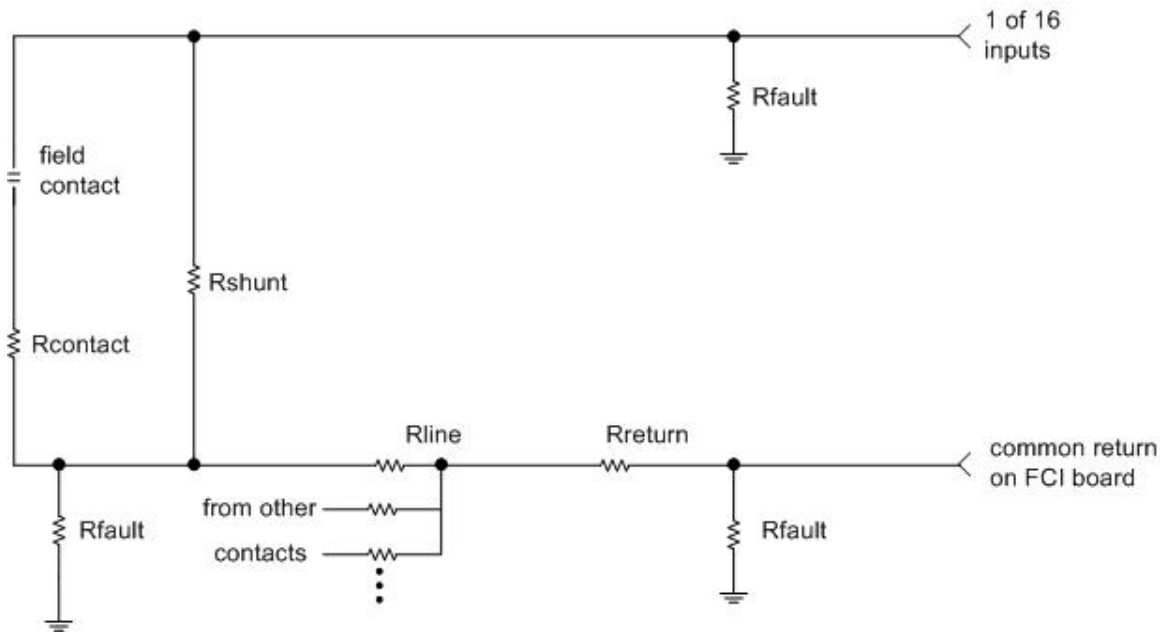 1 of 16
inputs
Rfault
field
contact
Rshunt
Rcontact
Rline
Rreturn
common return
on FCI board
from other
contacts
Rfault
Rfault